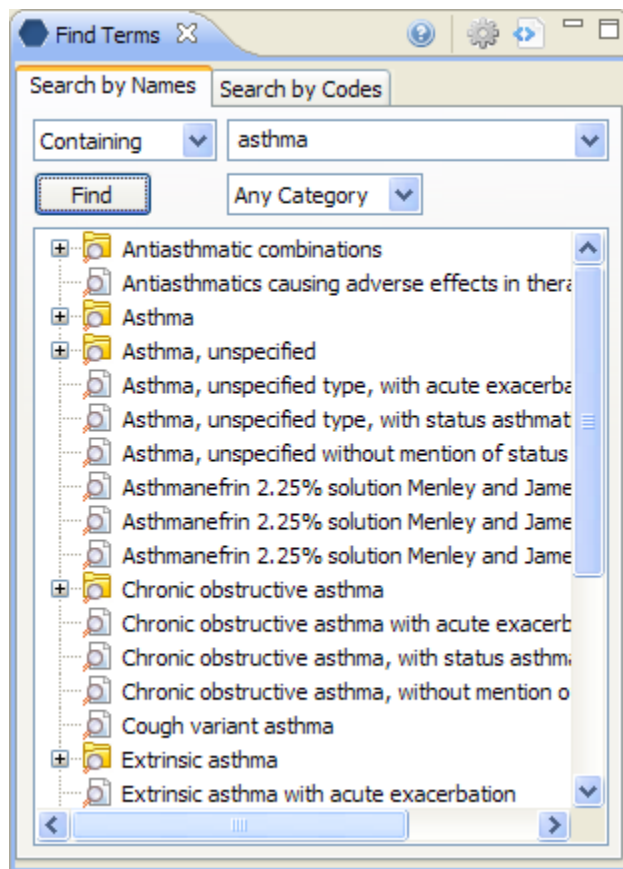 Find Terms
Search by Names Search by Codes
Containing asthma
Find Any Category
Antiasthmatic combinations
Antiasthmatics causing adverse effects in thera
Asthma
Asthma, unspecified
Asthma, unspecified type, with acute exacerba
Asthma, unspecified type, with status asthmat
Asthma, unspecified without mention of status
Asthmanefrin 2.25% solution Menley and Jame
Asthmanefrin 2.25% solution Menley and Jame
Asthmanefrin 2.25% solution Menley and Jame
Chronic obstructive asthma
Chronic obstructive asthma with acute exacerb
Chronic obstructive asthma, with status asthma
Chronic obstructive asthma, without mention o
Cough variant asthma
Extrinsic asthma
Extrinsic asthma with acute exacerbation